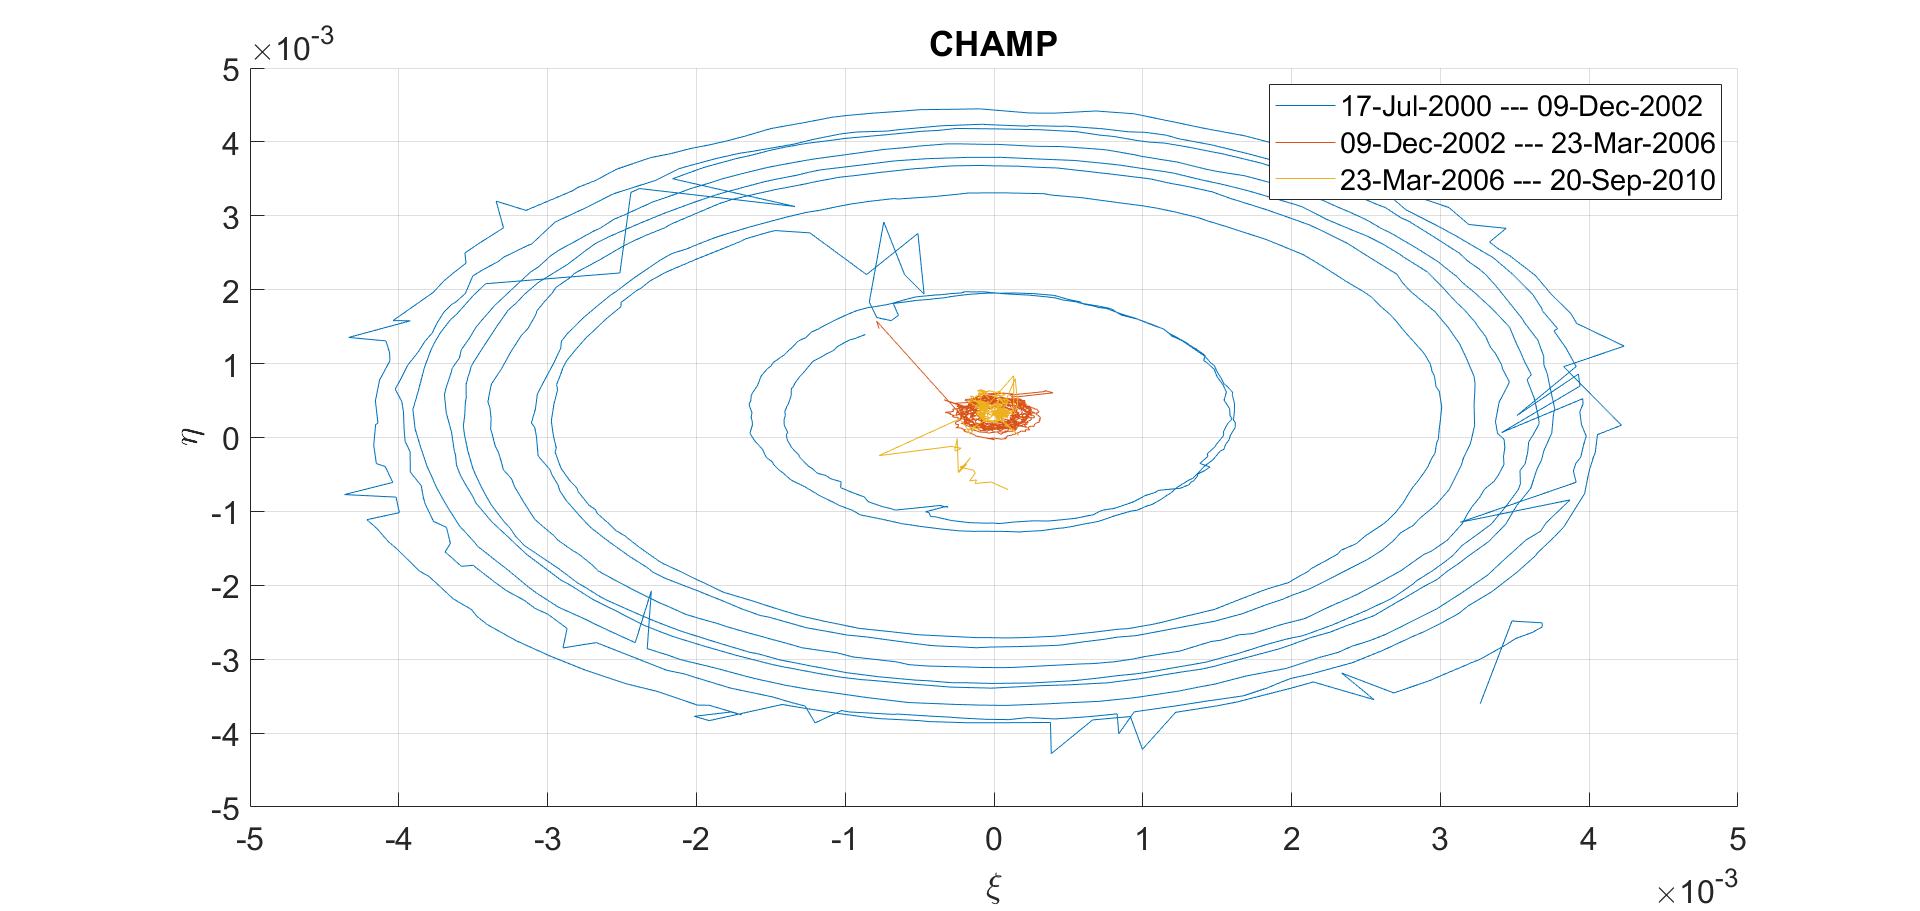 CHAMP
×10-3
5
4
3
2
1
0
-1
-2
-3
-4
-5
η
17-Jul-2000 --- 09-Dec-2002
09-Dec-2002 --- 23-Mar-2006
23-Mar-2006 --- 20-Sep-2010
-5 -4 -3 -2 -1 0 1 2 3 4 5
ξ
×10-3